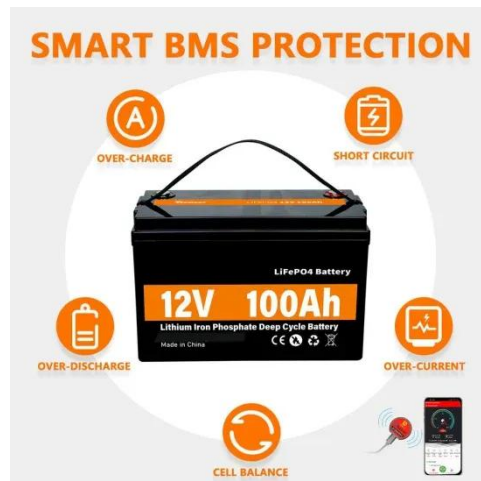 SMART BMS PROTECTION
OVER-CHARGE
SHORT CIRCUIT
LiFePO4 Battery
12V 100Ah
Lithium Iron Phosphate Deep Cycle Battery
Made in China
OVER-DISCHARGE
OVER-CURRENT
CELL BALANCE